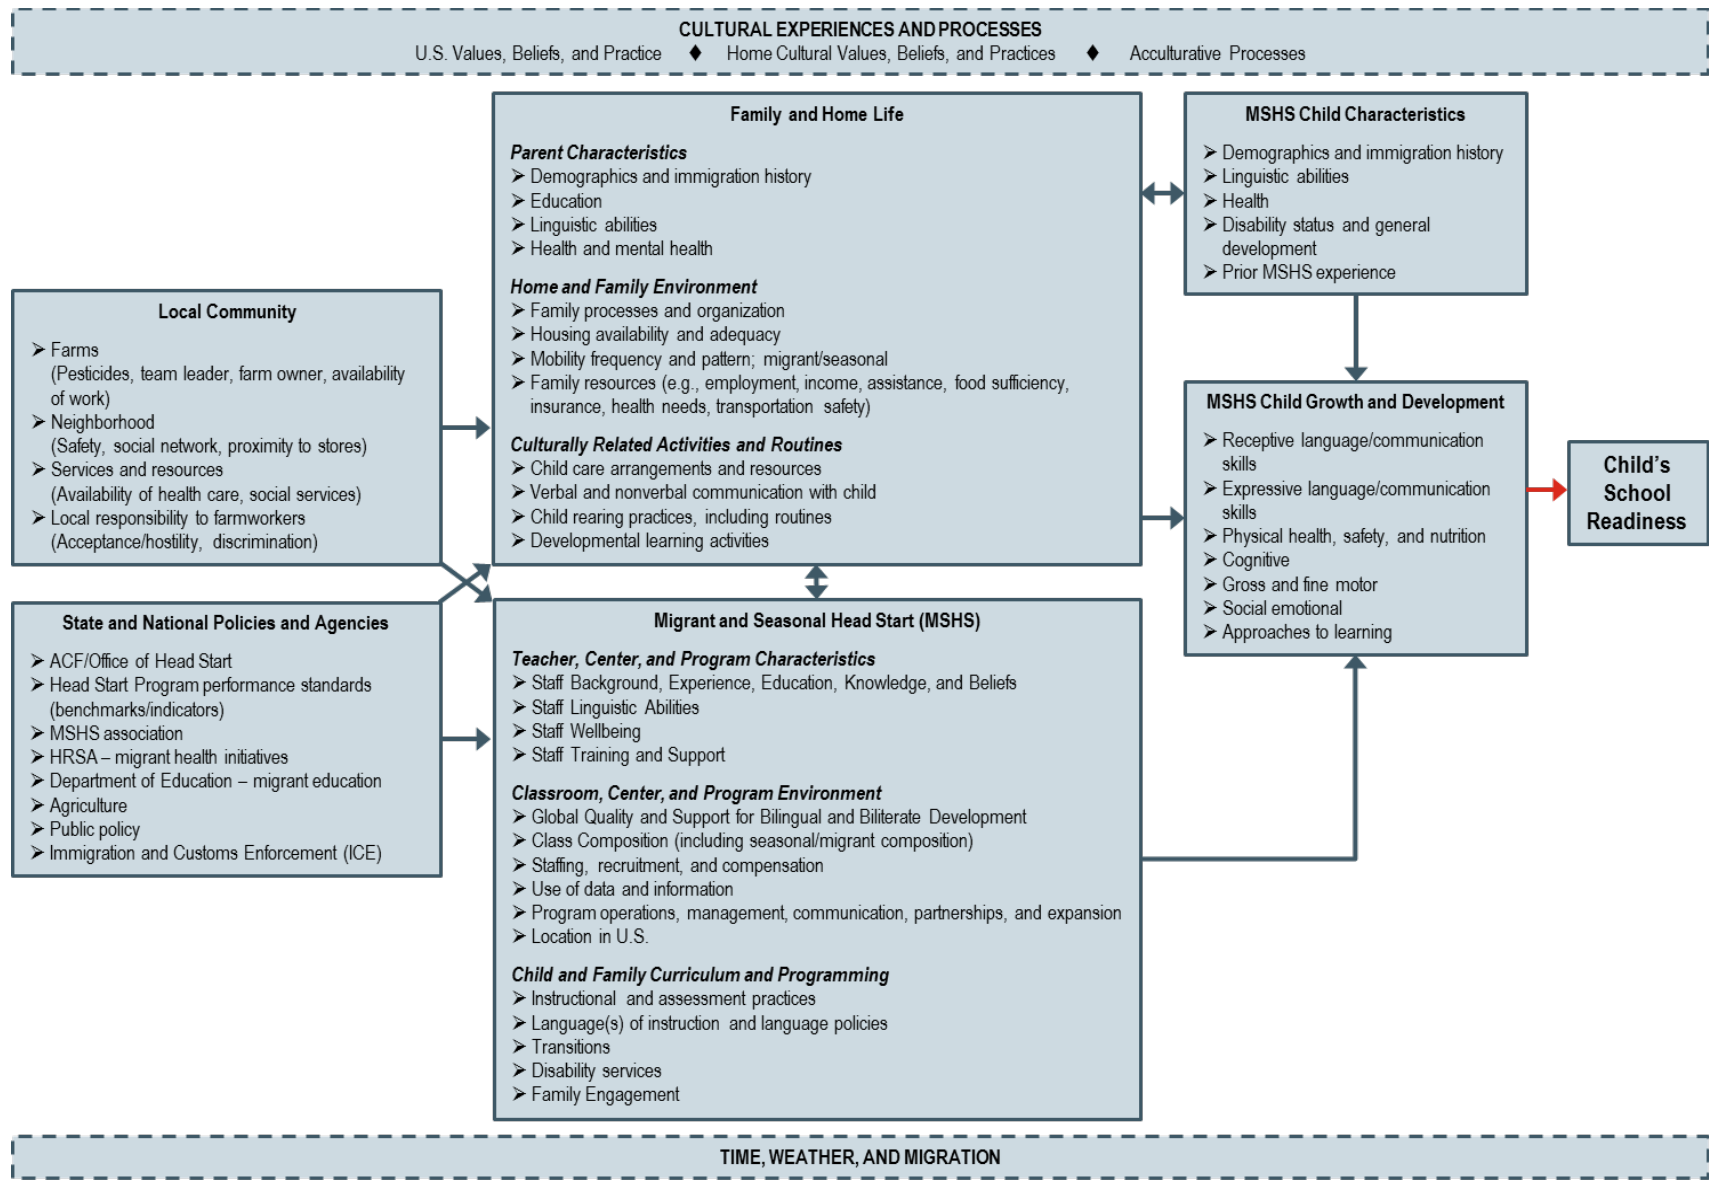 CULTURAL EXPERIENCES AND PROCESSES
U.S. Values, Beliefs, and Practice ♦ Home Cultural Values, Beliefs, and Practices ♦ Acculturative Processes
Local Community
➢ Farms
(Pesticides, team leader, farm owner, availability
of work)
➢ Neighborhood
(Safety, social network, proximity to stores)
➢ Services and resources
(Availability of health care, social services)
➢ Local responsibility to farmworkers
(Acceptance/hostility, discrimination)
State and National Policies and Agencies
➢ ACF/Office of Head Start
➢ Head Start Program performance standards
(benchmarks/indicators)
➢ MSHS association
➢ HRSA – migrant health initiatives
➢ Department of Education – migrant education
➢ Agriculture
➢ Public policy
➢ Immigration and Customs Enforcement (ICE)
Family and Home Life
Parent Characteristics
➢ Demographics and immigration history
➢ Education
➢ Linguistic abilities
➢ Health and mental health
Home and Family Environment
➢ Family processes and organization
➢ Housing availability and adequacy
➢ Mobility frequency and pattern; migrant/seasonal
➢ Family resources (e.g., employment, income, assistance, food sufficiency,
insurance, health needs, transportation safety)
Culturally Related Activities and Routines
➢ Child care arrangements and resources
➢ Verbal and nonverbal communication with child
➢ Child rearing practices, including routines
➢ Developmental learning activities
Migrant and Seasonal Head Start (MSHS)
Teacher, Center, and Program Characteristics
➢ Staff Background, Experience, Education, Knowledge, and Beliefs
➢ Staff Linguistic Abilities
➢ Staff Wellbeing
➢ Staff Training and Support
Classroom, Center, and Program Environment
➢ Global Quality and Support for Bilingual and Biliterate Development
➢ Class Composition (including seasonal/migrant composition)
➢ Staffing, recruitment, and compensation
➢ Use of data and information
➢ Program operations, management, communication, partnerships, and expansion
➢ Location in U.S.
Child and Family Curriculum and Programming
➢ Instructional and assessment practices
➢ Language(s) of instruction and language policies
➢ Transitions
➢ Disability services
➢ Family Engagement
MSHS Child Characteristics
➢ Demographics and immigration history
➢ Linguistic abilities
➢ Health
➢ Disability status and general
development
➢ Prior MSHS experience
MSHS Child Growth and Development
➢ Receptive language/communication
skills
➢ Expressive language/communication
skills
➢ Physical health, safety, and nutrition
➢ Cognitive
➢ Gross and fine motor
➢ Social emotional
➢ Approaches to learning
Child's
School
Readiness
TIME, WEATHER, AND MIGRATION